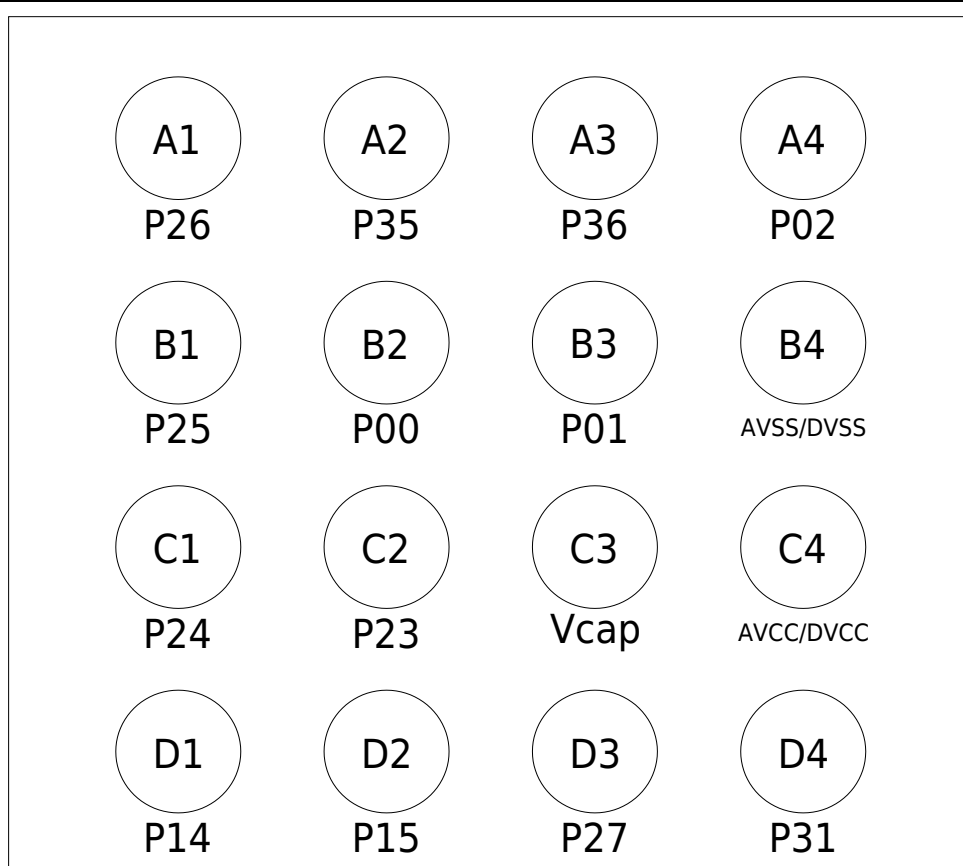 A1 A2 A3 A4
P26 P35 P36 P02
B1 B2 B3 B4
P25 P00 P01 AVSS/DVSS
C1 C2 C3 C4
P24 P23 Vcap AVCC/DVCC
D1 D2 D3 D4
P14 P15 P27 P31